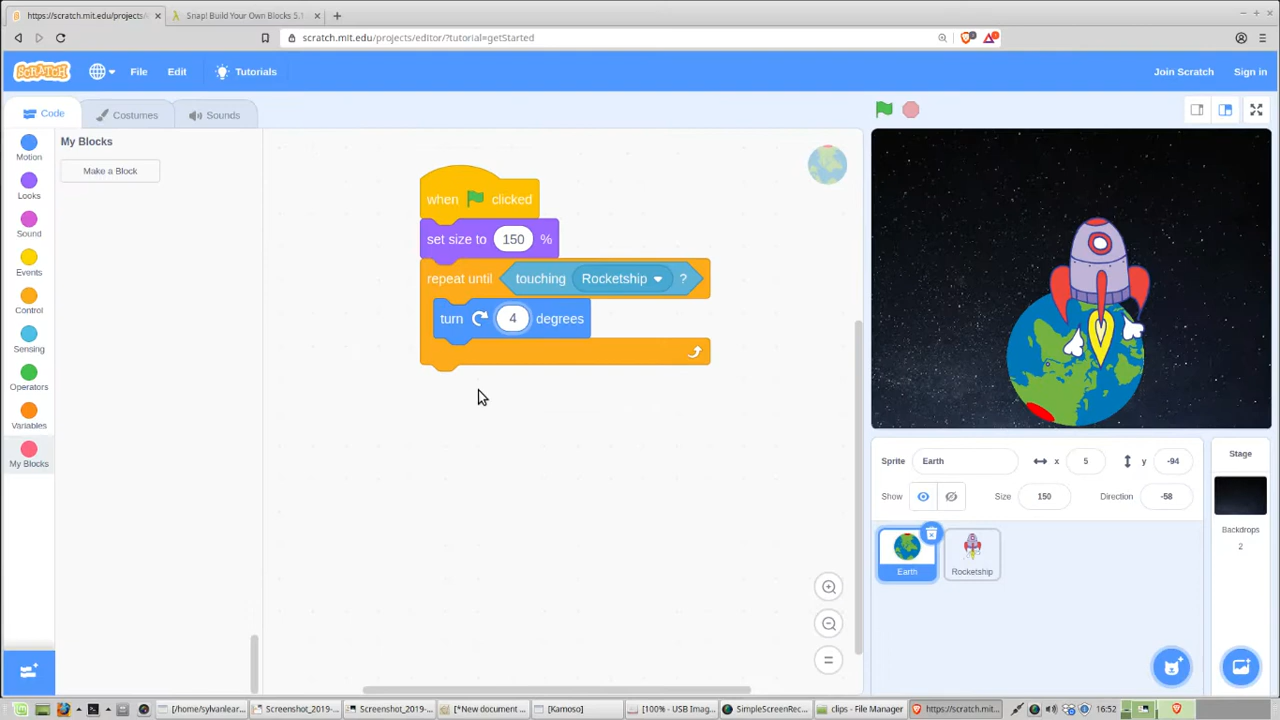 https://scratch.mit.edu/projects/
Snap! Build Your Own Blocks 5.1
scratch.mit.edu/projects/editor/?tutorial=getStarted
SCRATCH
File
Edit
Tutorials
Join Scratch
Sign in
Code
Costumes
Sounds
Motion
Looks
Sound
Events
Control
Sensing
Operators
Variables
My Blocks
My Blocks
Make a Block
when clicked
set size to 150 %
repeat until touching Rocketship ?
turn 4 degrees
Sprite Earth x 5 y -94
Show Size 150 Direction -58
Earth
Rocketship
Stage
Backdrops
2
[/home/sylvanlear...
Screenshot_2019-...
Screenshot_2019-...
[*New document ...
[Kamoso]
[100% - USB Imag...
SimpleScreenRec...
clips - File Manager
https://scratch.mit...
16:52